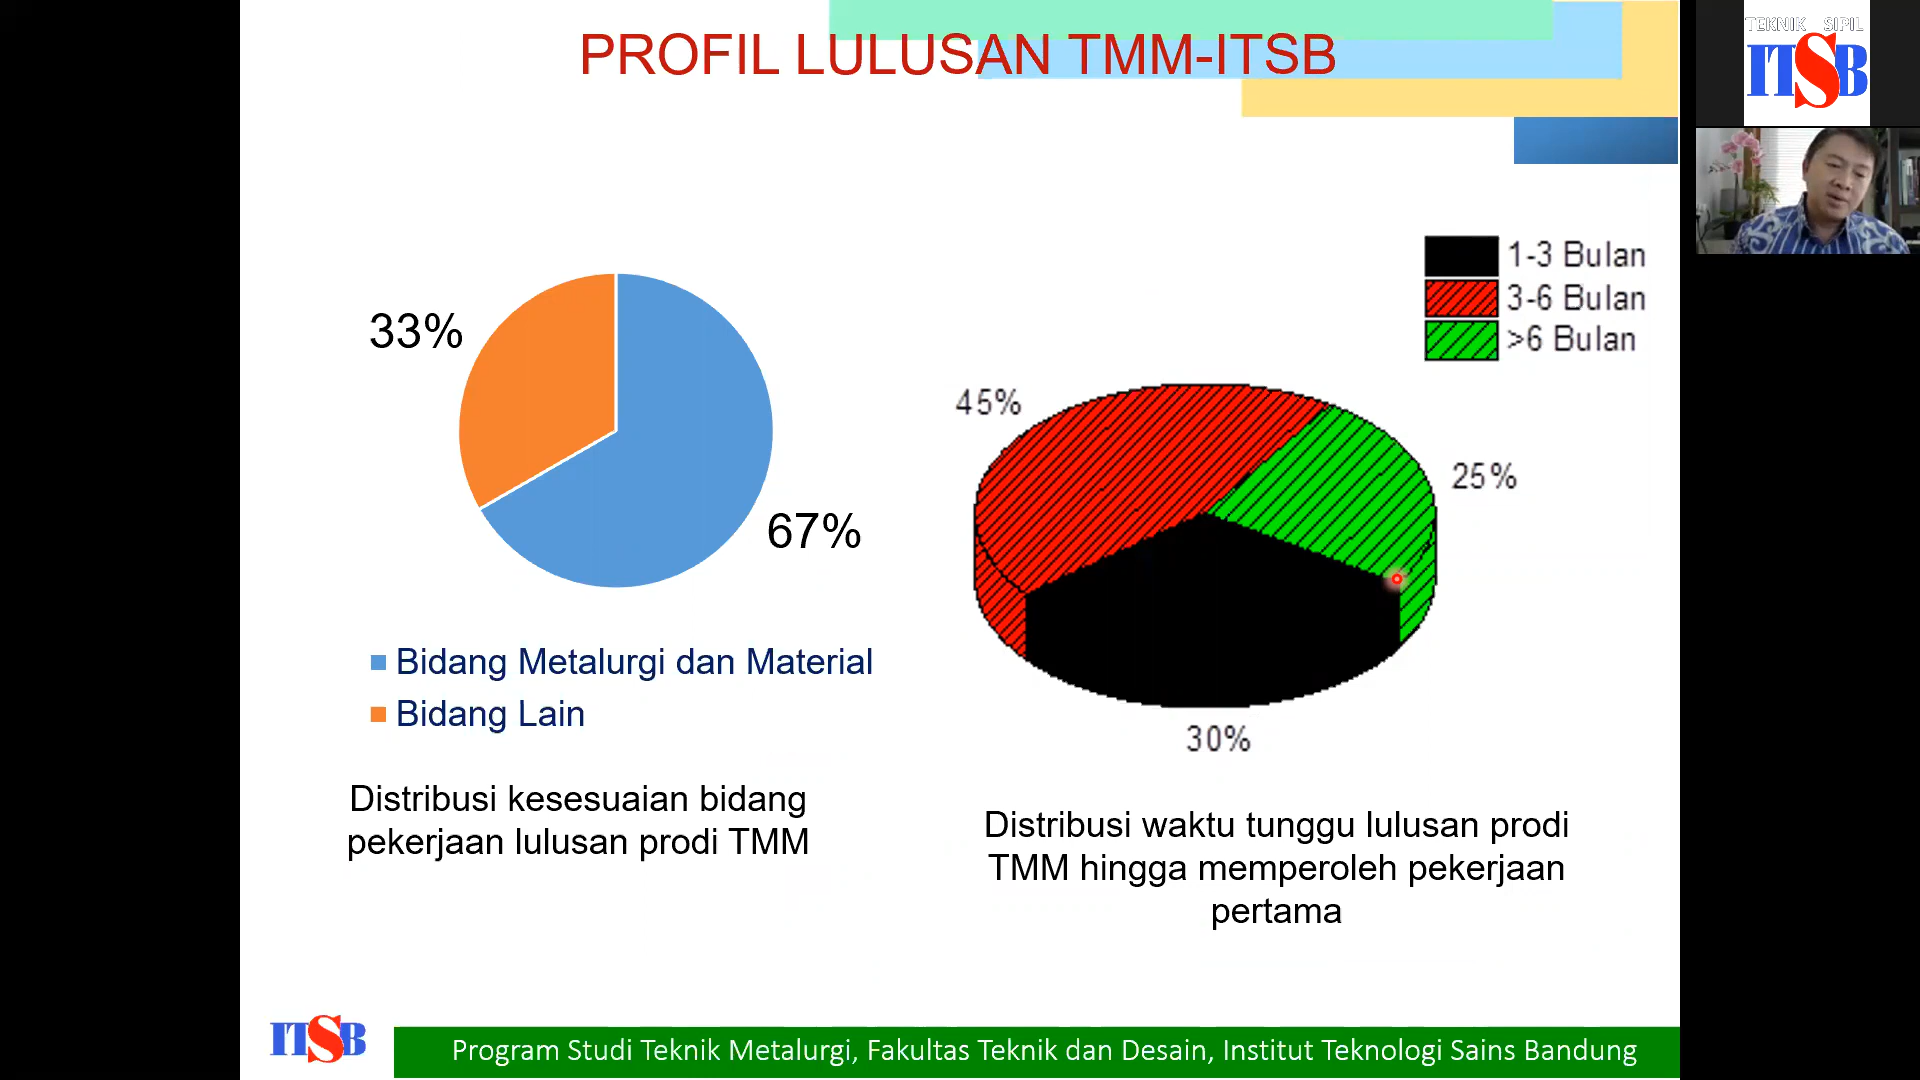 PROFIL LULUSAN TMM-ITSB
TEKNIK SIPIL
ITSB
33%
67%
Bidang Metalurgi dan Material
Bidang Lain
Distribusi kesesuaian bidang
pekerjaan lulusan prodi TMM
1-3 Bulan
3-6 Bulan
>6 Bulan
45%
25%
30%
Distribusi waktu tunggu lulusan prodi
TMM hingga memperoleh pekerjaan
pertama
ITSB
Program Studi Teknik Metalurgi, Fakultas Teknik dan Desain, Institut Teknologi Sains Bandung